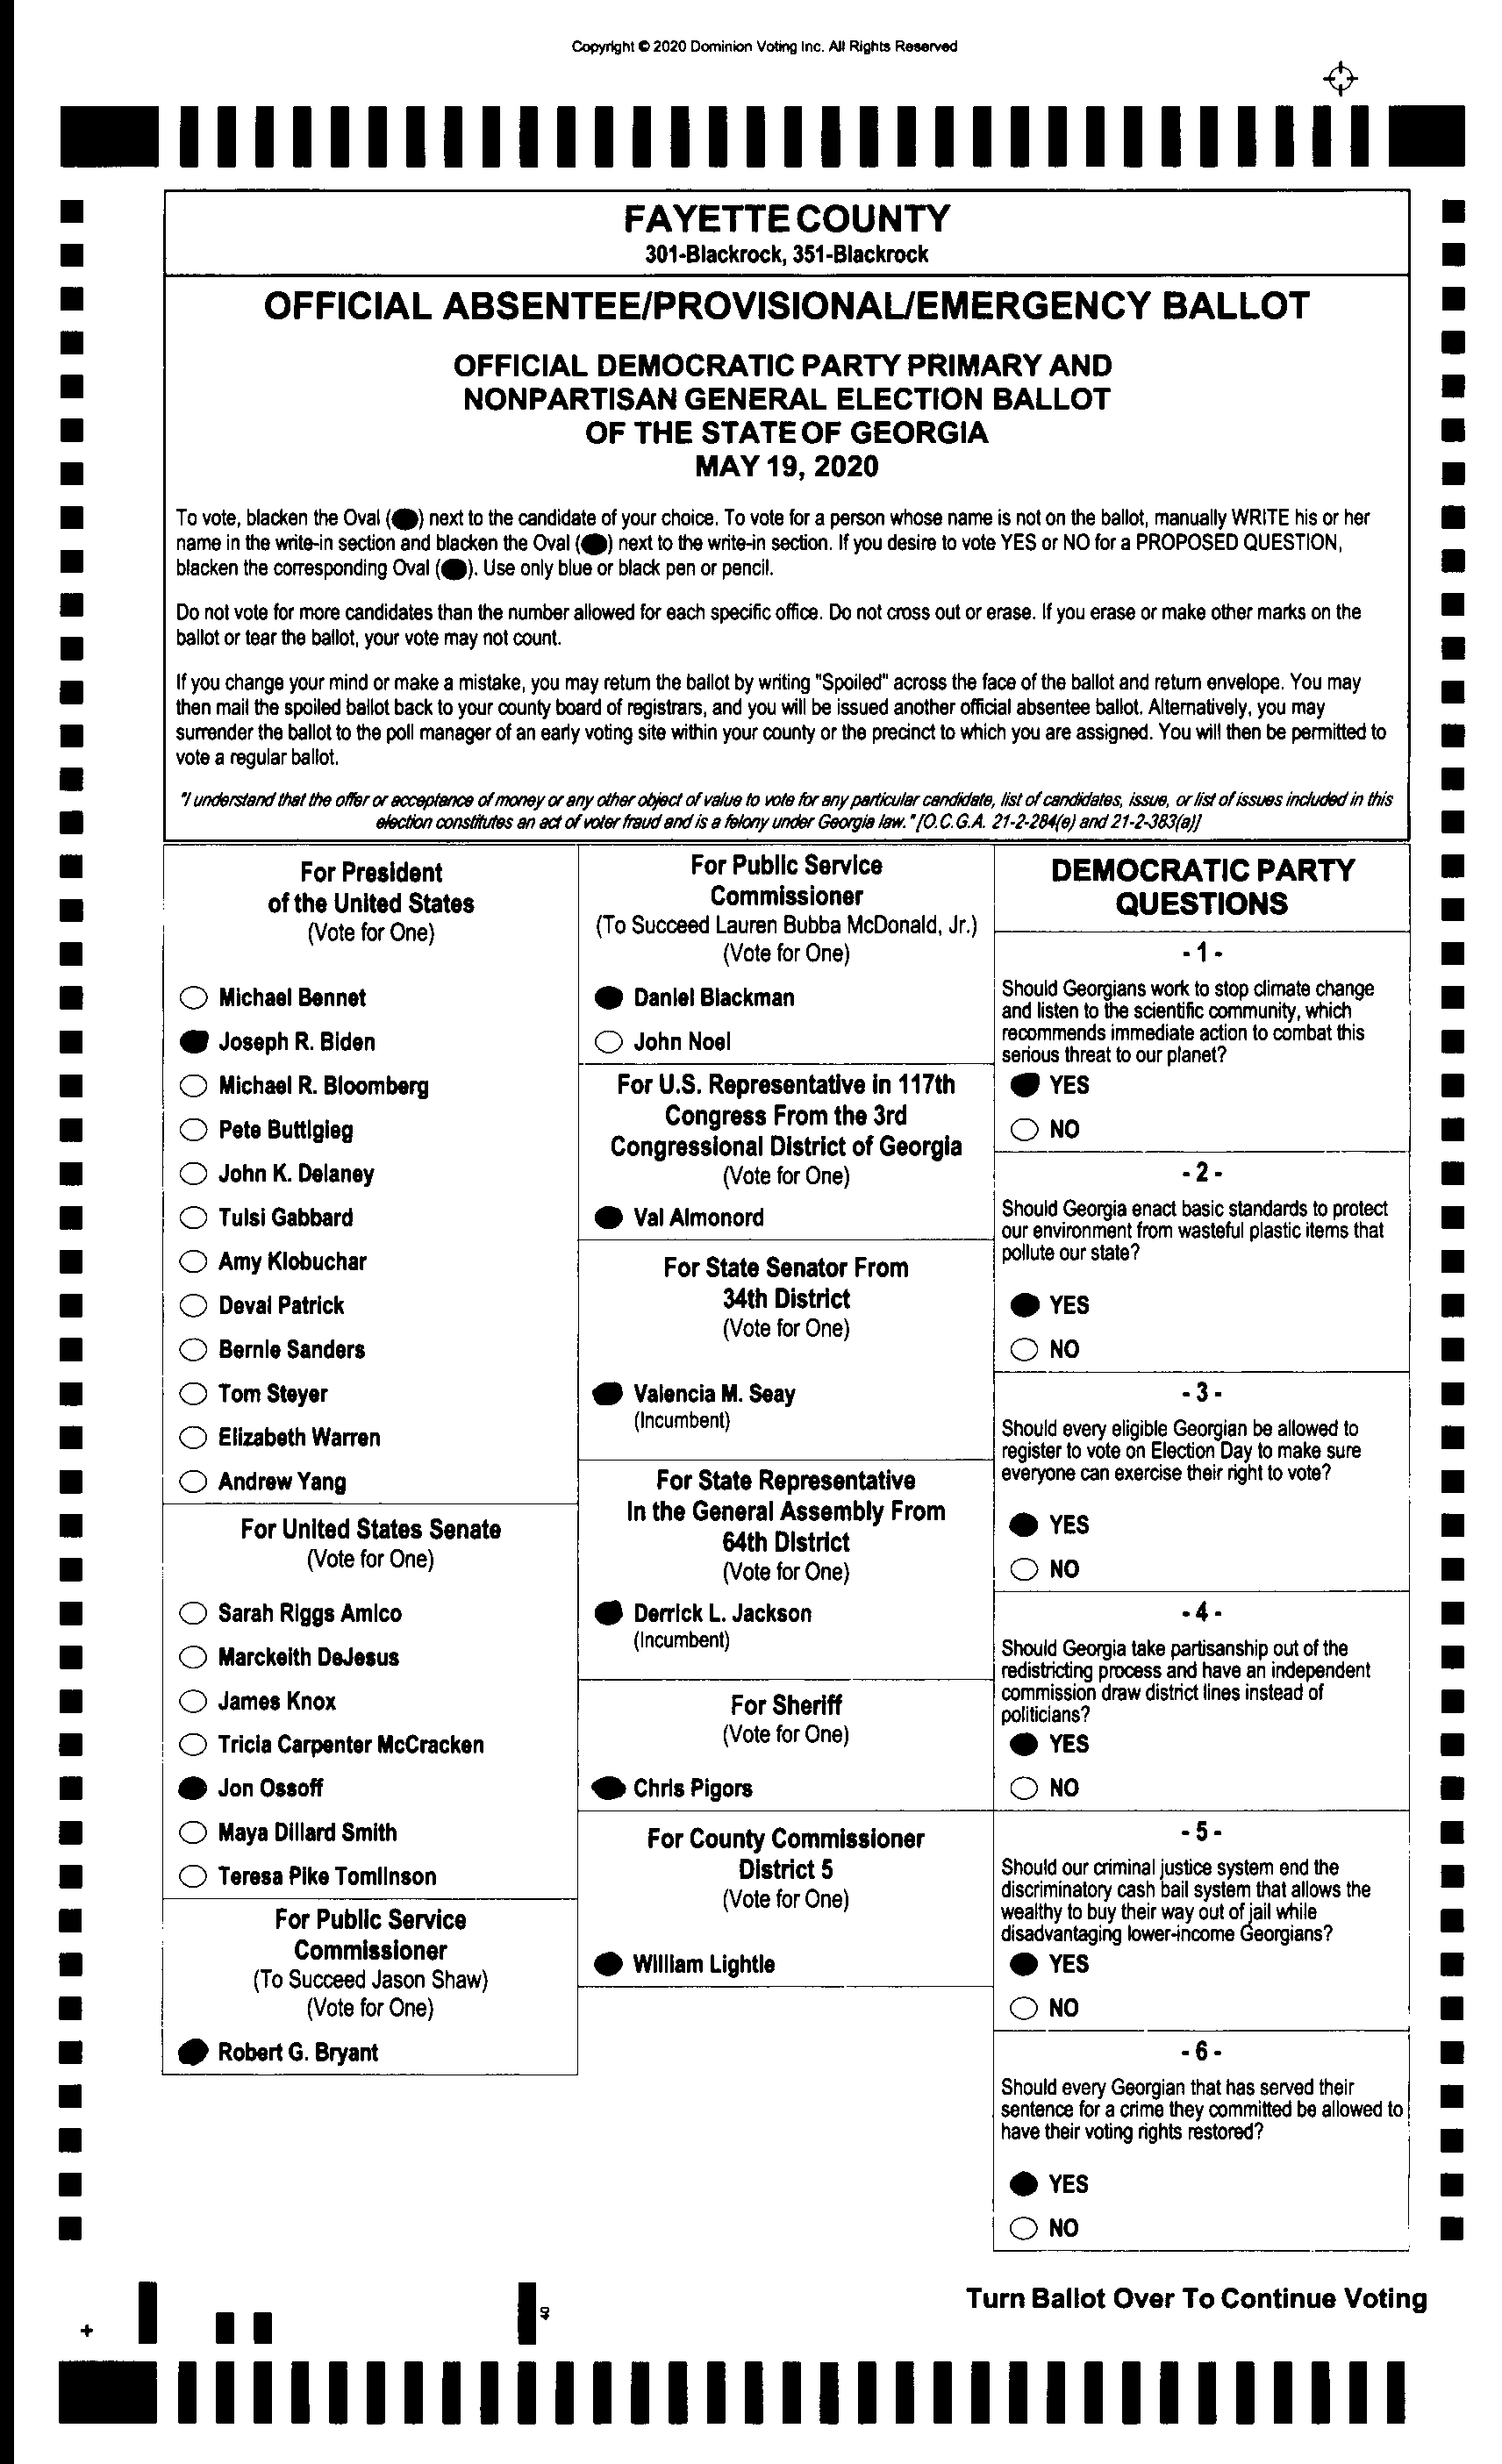 Copyright © 2020 Dominion Voting Inc. All Rights Reserved
FAYETTE COUNTY
301-Blackrock, 351-Blackrock
OFFICIAL ABSENTEE/PROVISIONAL/EMERGENCY BALLOT
OFFICIAL DEMOCRATIC PARTY PRIMARY AND
NONPARTISAN GENERAL ELECTION BALLOT
OF THE STATE OF GEORGIA
MAY 19, 2020
To vote, blacken the Oval (●) next to the candidate of your choice. To vote for a person whose name is not on the ballot, manually WRITE his or her
name in the write-in section and blacken the Oval (●) next to the write-in section. If you desire to vote YES or NO for a PROPOSED QUESTION,
blacken the corresponding Oval (●). Use only blue or black pen or pencil.
Do not vote for more candidates than the number allowed for each specific office. Do not cross out or erase. If you erase or make other marks on the
ballot or tear the ballot, your vote may not count.
If you change your mind or make a mistake, you may return the ballot by writing "Spoiled" across the face of the ballot and return envelope. You may
then mail the spoiled ballot back to your county board of registrars, and you will be issued another official absentee ballot. Alternatively, you may
surrender the ballot to the poll manager of an early voting site within your county or the precinct to which you are assigned. You will then be permitted to
vote a regular ballot.
"I understand that the offer or acceptance of money or any other object of value to vote for any particular candidate, list of candidates, issue, or list of issues included in this
election constitutes an act of voter fraud and is a felony under Georgia law." [O.C.G.A. 21-2-284(e) and 21-2-383(a)]
For President
of the United States
(Vote for One)
Michael Bennet
Joseph R. Biden
Michael R. Bloomberg
Pete Buttigieg
John K. Delaney
Tulsi Gabbard
Amy Klobuchar
Deval Patrick
Bernie Sanders
Tom Steyer
Elizabeth Warren
Andrew Yang
For United States Senate
(Vote for One)
Sarah Riggs Amico
Marckeith DeJesus
James Knox
Tricia Carpenter McCracken
Jon Ossoff
Maya Dillard Smith
Teresa Pike Tomlinson
For Public Service
Commissioner
(To Succeed Jason Shaw)
(Vote for One)
Robert G. Bryant
For Public Service
Commissioner
(To Succeed Lauren Bubba McDonald, Jr.)
(Vote for One)
Daniel Blackman
John Noel
For U.S. Representative in 117th
Congress From the 3rd
Congressional District of Georgia
(Vote for One)
Val Almonord
For State Senator From
34th District
(Vote for One)
Valencia M. Seay
(Incumbent)
For State Representative
In the General Assembly From
64th District
(Vote for One)
Derrick L. Jackson
(Incumbent)
For Sheriff
(Vote for One)
Chris Pigors
For County Commissioner
District 5
(Vote for One)
William Lightle
DEMOCRATIC PARTY
QUESTIONS
- 1 -
Should Georgians work to stop climate change
and listen to the scientific community, which
recommends immediate action to combat this
serious threat to our planet?
YES
NO
- 2 -
Should Georgia enact basic standards to protect
our environment from wasteful plastic items that
pollute our state?
YES
NO
- 3 -
Should every eligible Georgian be allowed to
register to vote on Election Day to make sure
everyone can exercise their right to vote?
YES
NO
- 4 -
Should Georgia take partisanship out of the
redistricting process and have an independent
commission draw district lines instead of
politicians?
YES
NO
- 5 -
Should our criminal justice system end the
discriminatory cash bail system that allows the
wealthy to buy their way out of jail while
disadvantaging lower-income Georgians?
YES
NO
- 6 -
Should every Georgian that has served their
sentence for a crime they committed be allowed to
have their voting rights restored?
YES
NO
Turn Ballot Over To Continue Voting